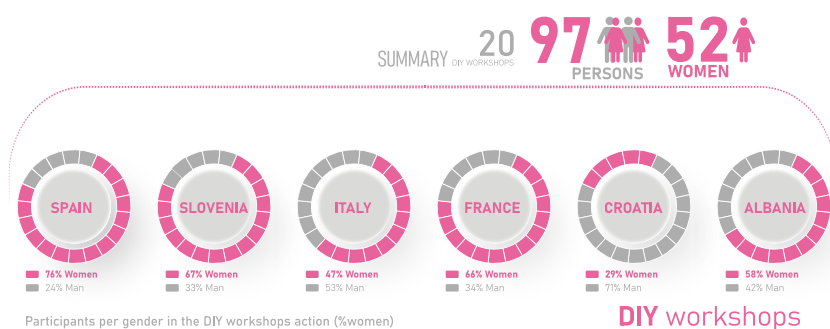 SUMMARY 20 DIY WORKSHOPS 97 PERSONS 52 WOMEN
SPAIN
76% Women
24% Man
SLOVENIA
67% Women
33% Man
ITALY
47% Women
53% Man
FRANCE
66% Women
34% Man
CROATIA
29% Women
71% Man
ALBANIA
58% Women
42% Man
Participants per gender in the DIY workshops action (%women)
DIY workshops